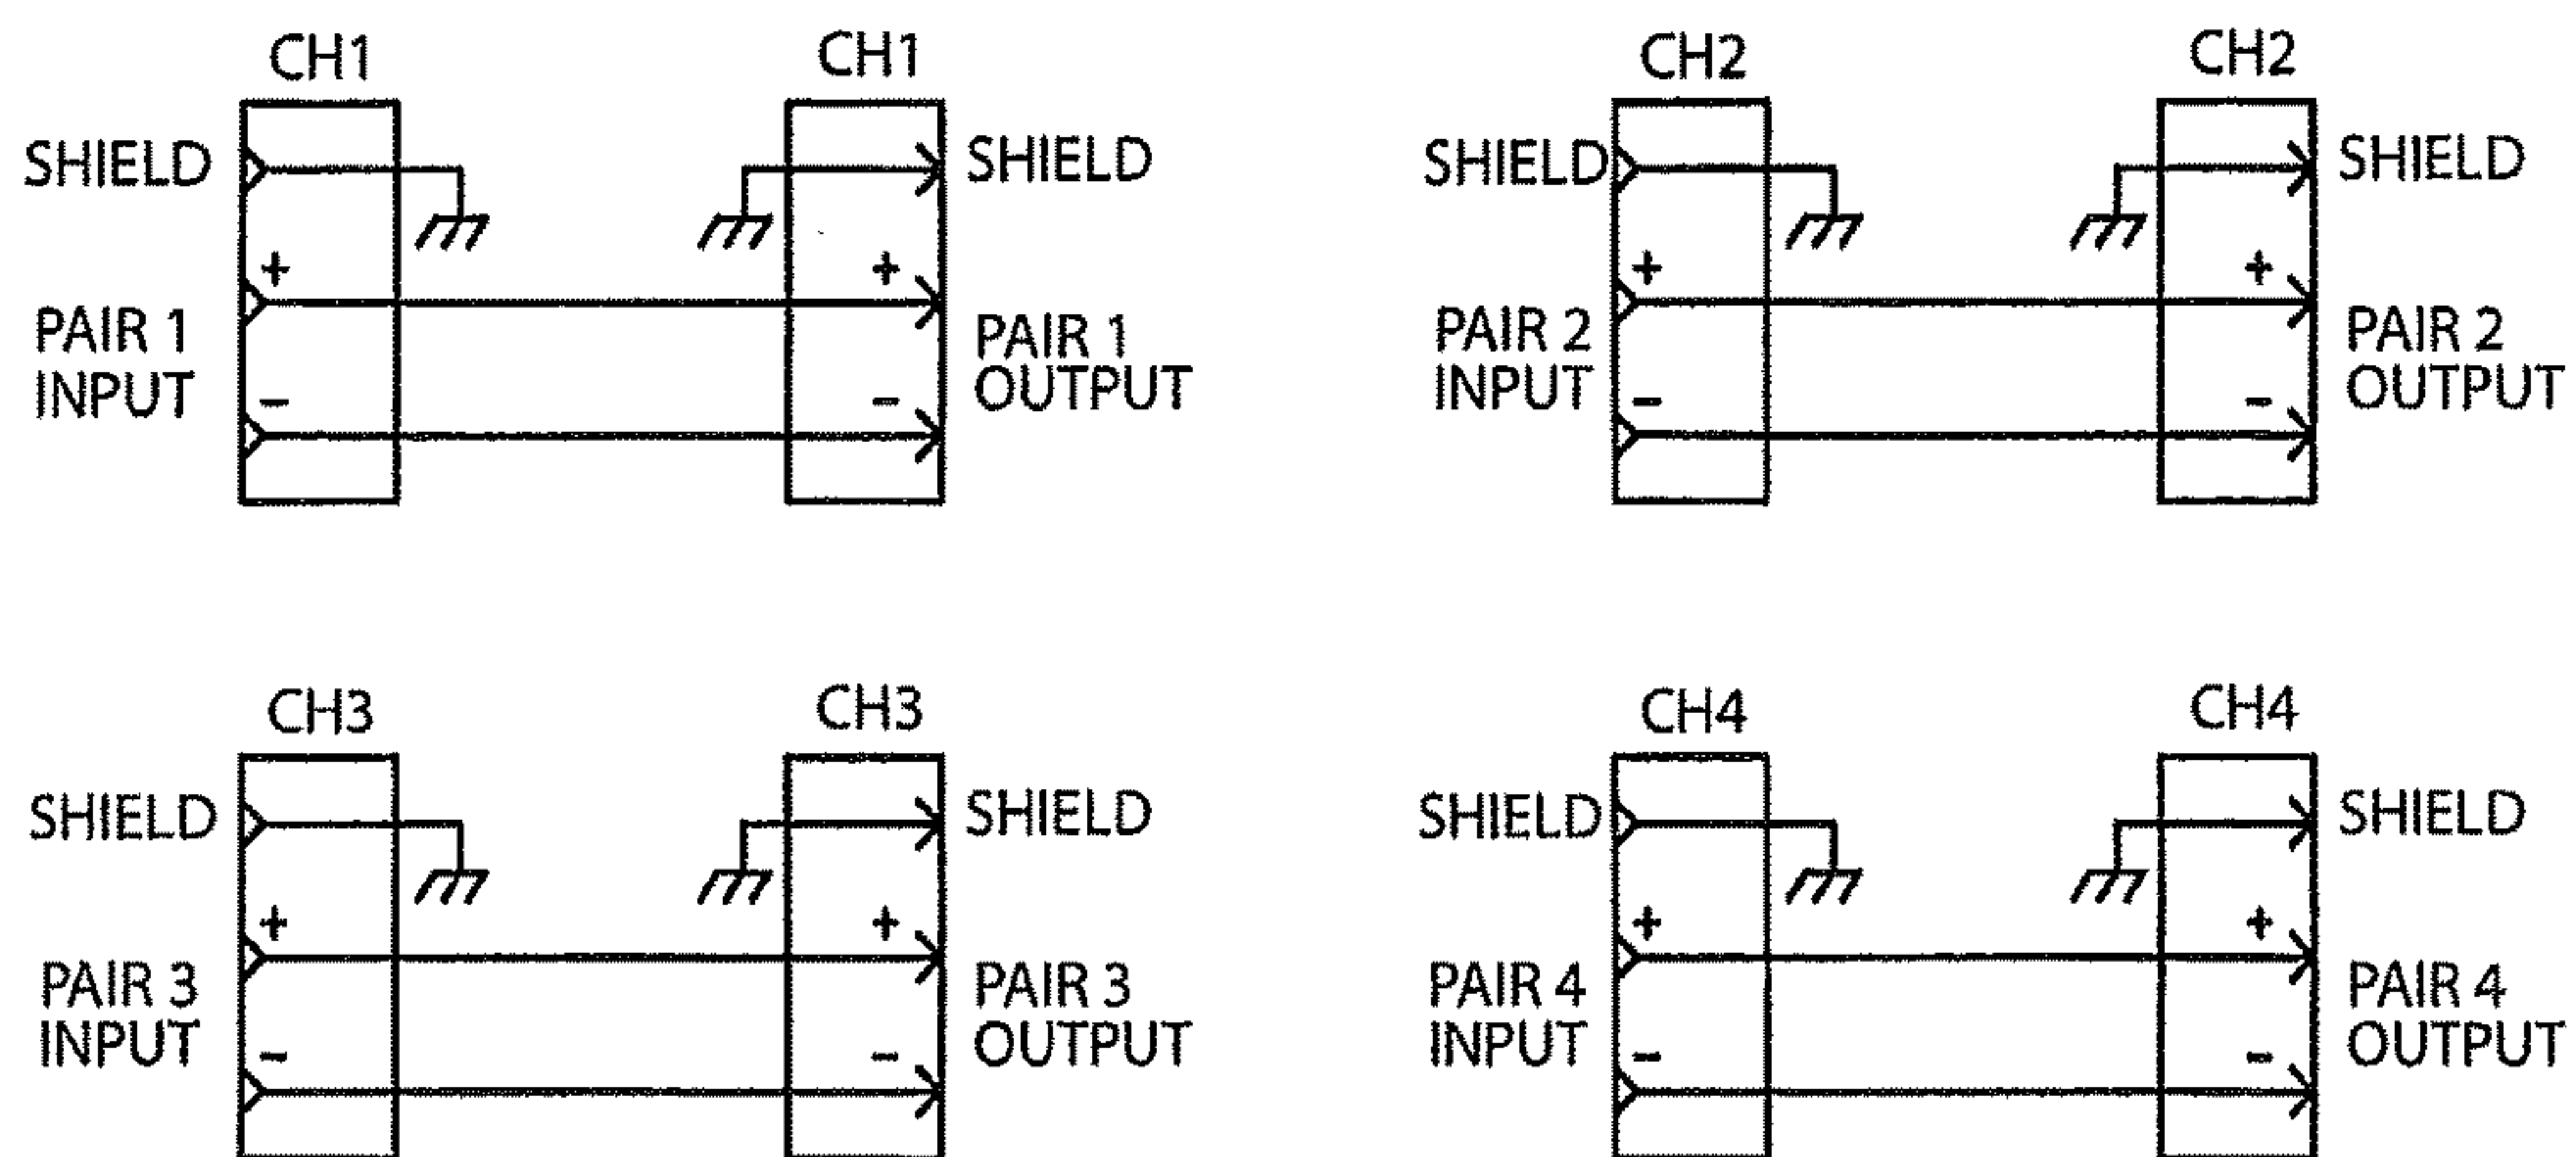 CH1
CH1
SHIELD
SHIELD
+
+
PAIR 1
INPUT
PAIR 1
OUTPUT
-
-
CH2
CH2
SHIELD
SHIELD
+
+
PAIR 2
INPUT
PAIR 2
OUTPUT
-
-
CH3
CH3
SHIELD
SHIELD
+
+
PAIR 3
INPUT
PAIR 3
OUTPUT
-
-
CH4
CH4
SHIELD
SHIELD
+
+
PAIR 4
INPUT
PAIR 4
OUTPUT
-
-